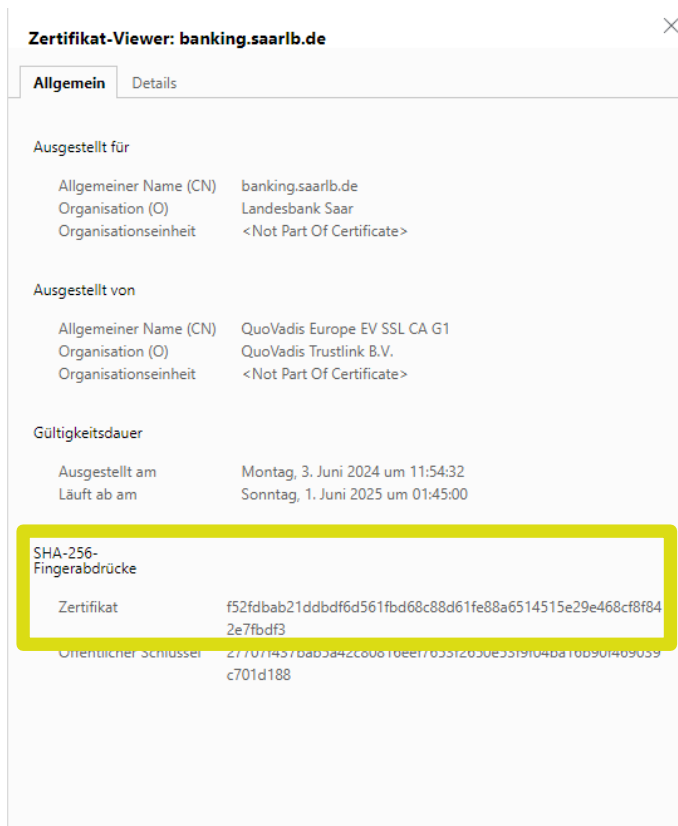 Zertifikat-Viewer: banking.saarlb.de
Allgemein Details
Ausgestellt für
Allgemeiner Name (CN) banking.saarlb.de
Organisation (O) Landesbank Saar
Organisationseinheit <Not Part Of Certificate>
Ausgestellt von
Allgemeiner Name (CN) QuoVadis Europe EV SSL CA G1
Organisation (O) QuoVadis Trustlink B.V.
Organisationseinheit <Not Part Of Certificate>
Gültigkeitsdauer
Ausgestellt am Montag, 3. Juni 2024 um 11:54:32
Läuft ab am Sonntag, 1. Juni 2025 um 01:45:00
SHA-256-
Fingerabdrücke
Zertifikat f52fdbab21ddbdf6d561fbd68c88d61fe88a6514515e29e468cf8f84
2e7fbdf3
Öffentlicher Schlüssel
c701d188